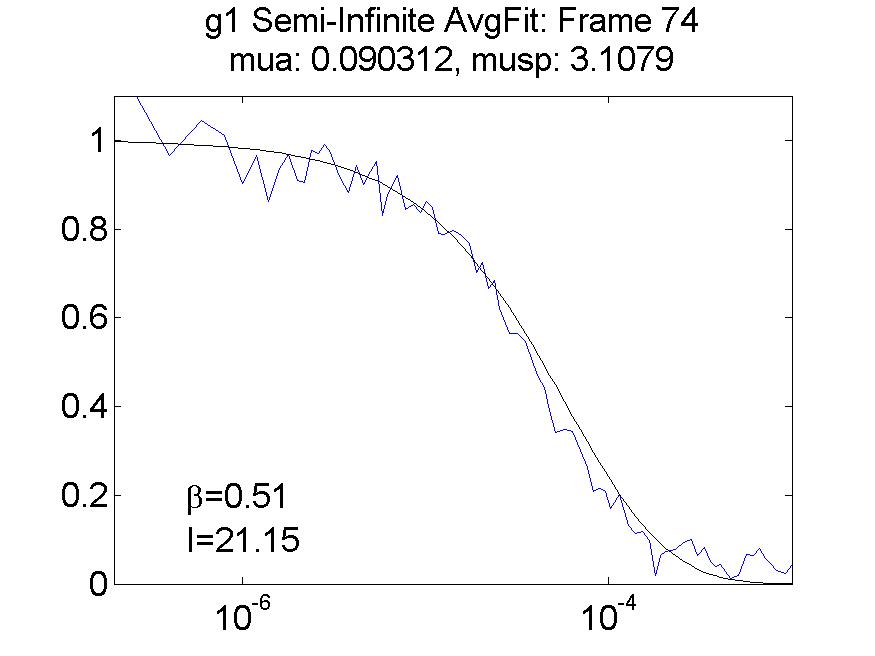 g1 Semi-Infinite AvgFit: Frame 74
mua: 0.090312, musp: 3.1079
1
0.8
0.6
0.4
0.2
0
β=0.51
I=21.15
10^-6
10^-4